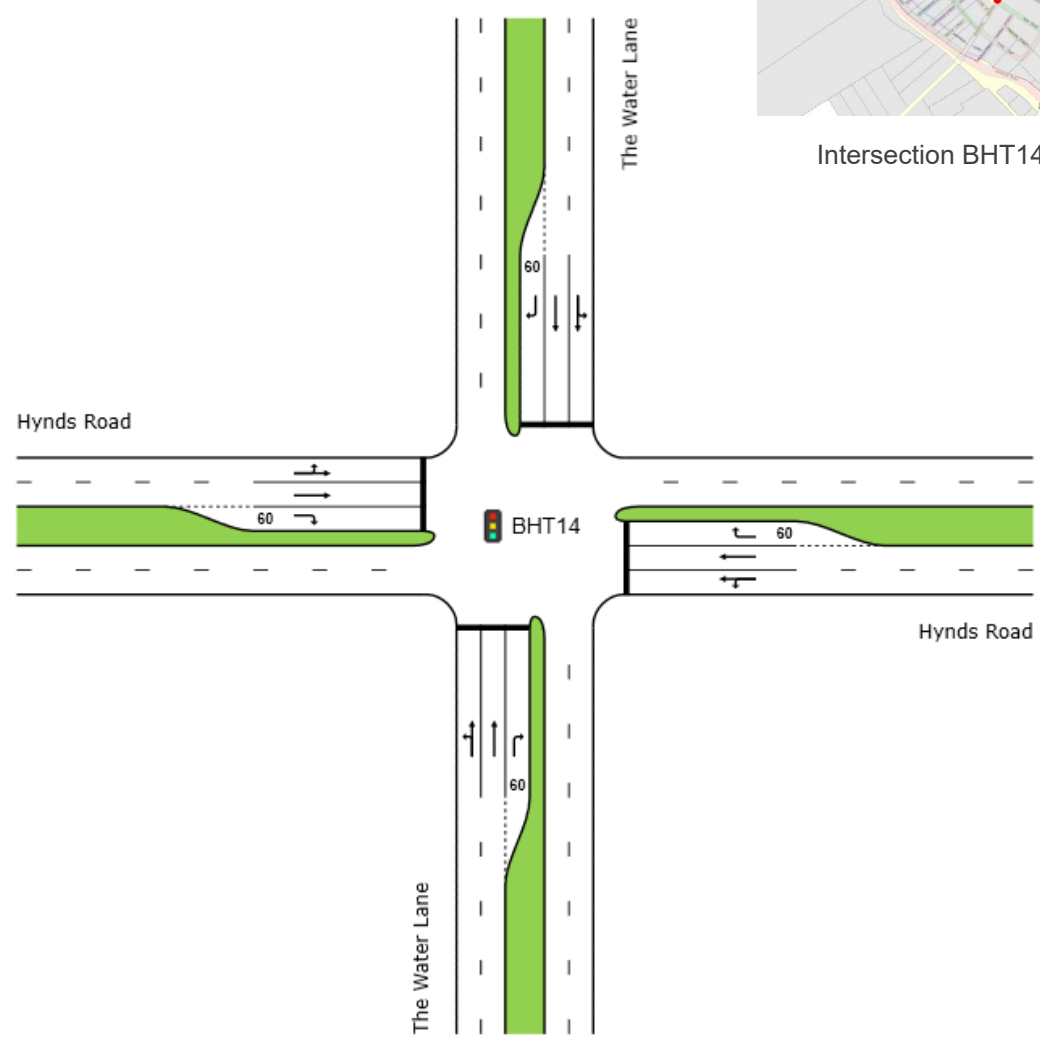 The Water Lane
Intersection BHT14
60
Hynds Road
60
BHT14
60
Hynds Road
60
The Water Lane